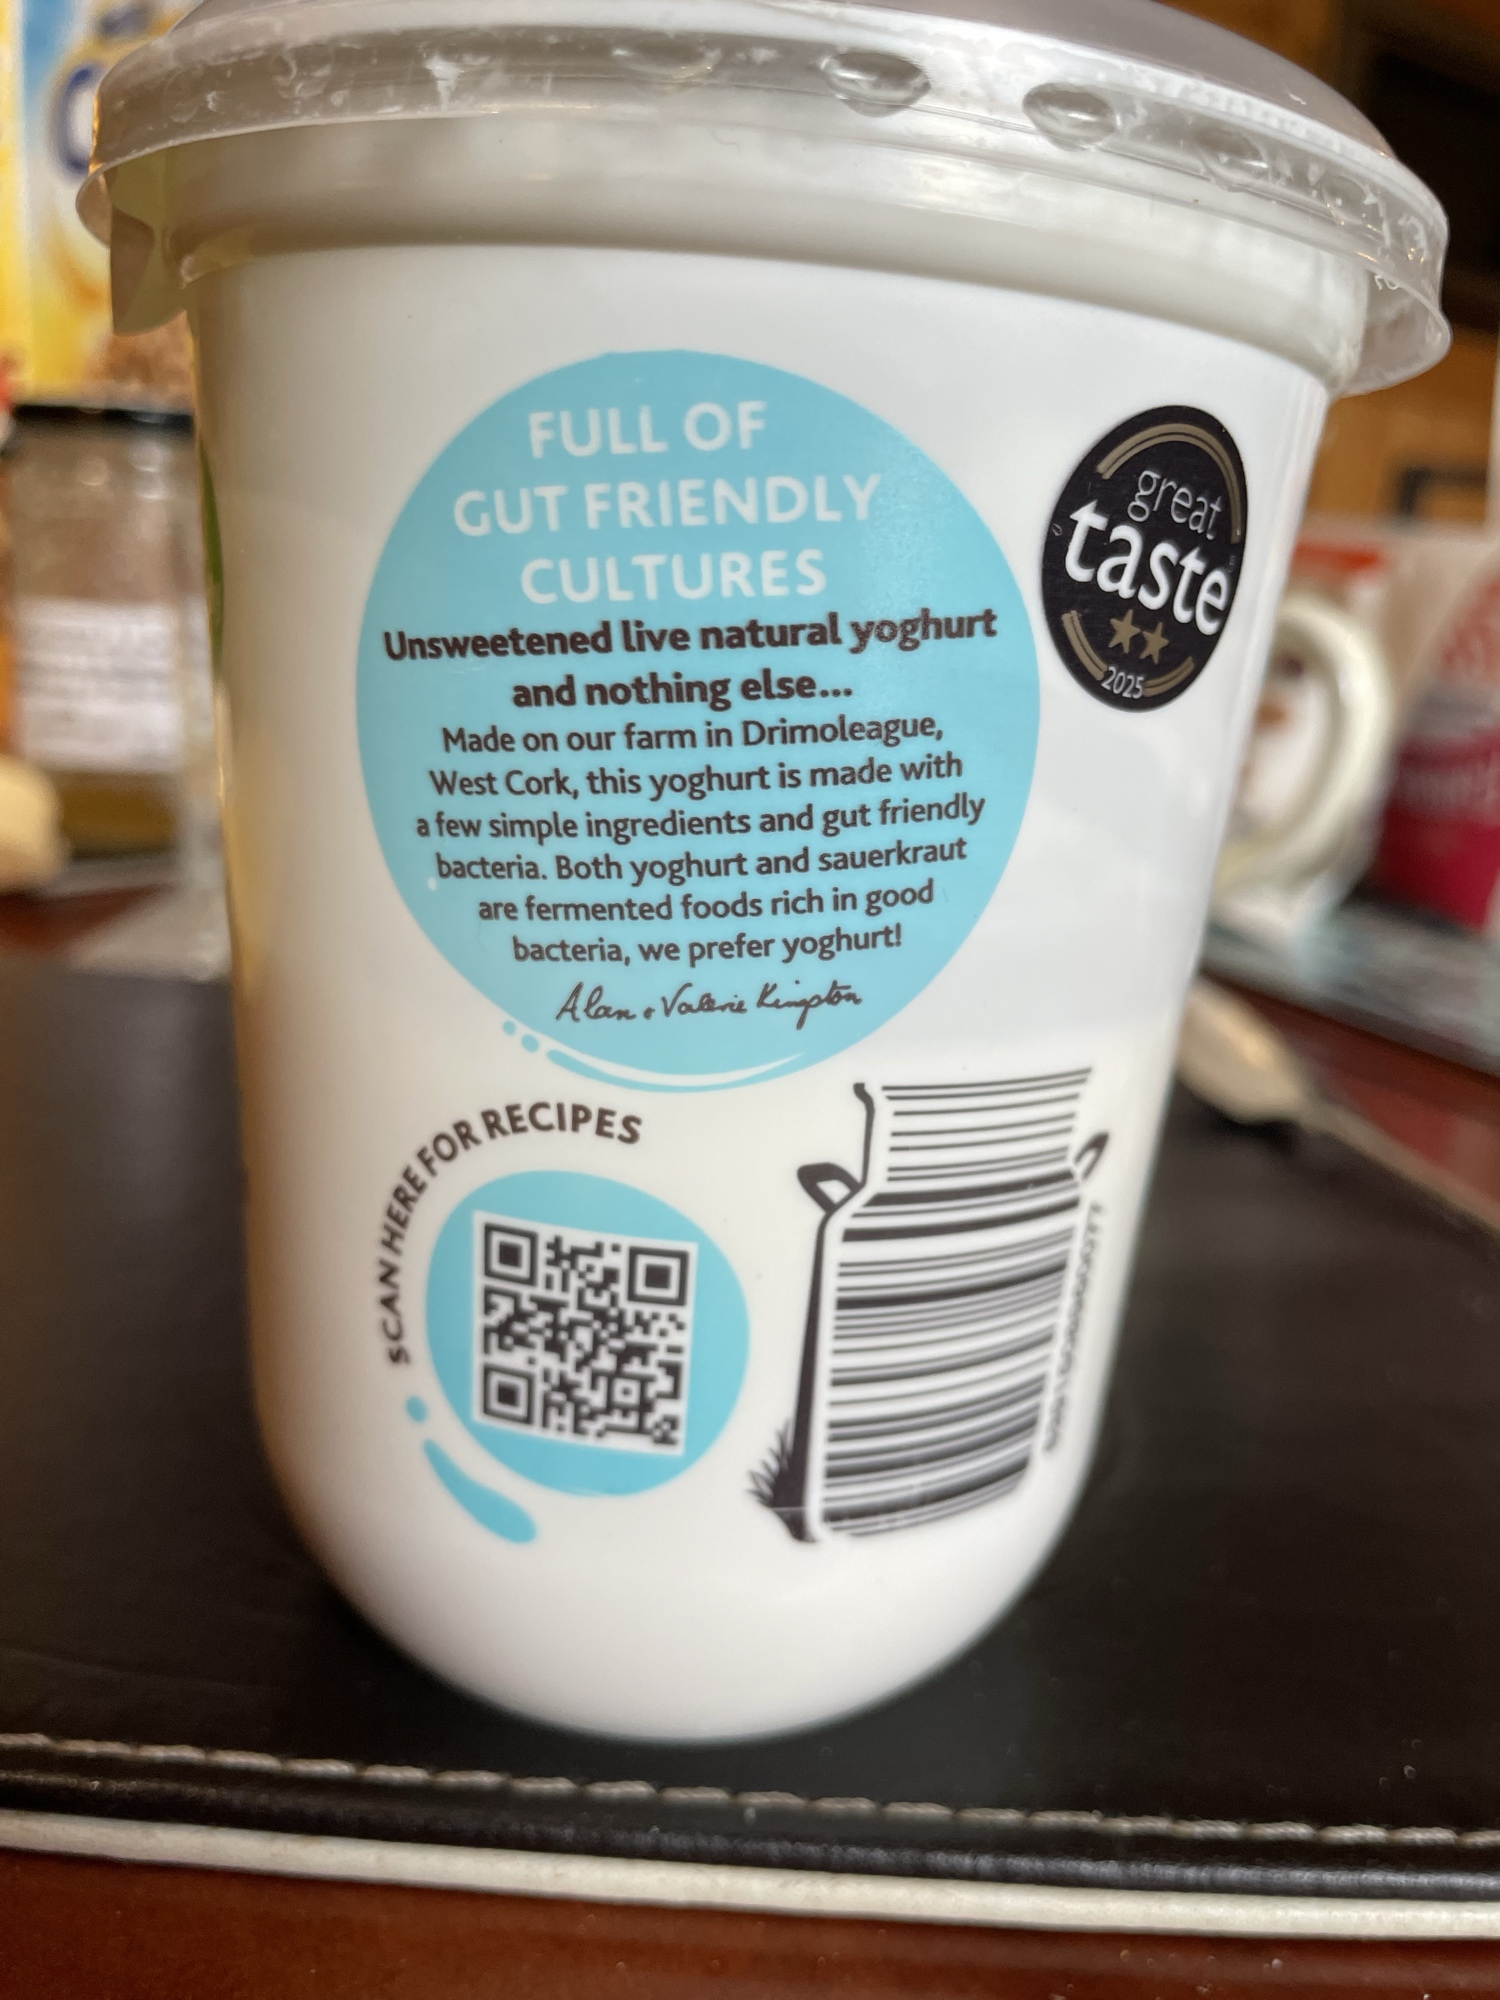 FULL OF
GUT FRIENDLY
CULTURES
Unsweetened live natural yoghurt
and nothing else...
Made on our farm in Drimoleague,
West Cork, this yoghurt is made with
a few simple ingredients and gut friendly
bacteria. Both yoghurt and sauerkraut
are fermented foods rich in good
bacteria, we prefer yoghurt!
Alan & Valerie Kingston
great
taste
2025
SCAN HERE FOR RECIPES